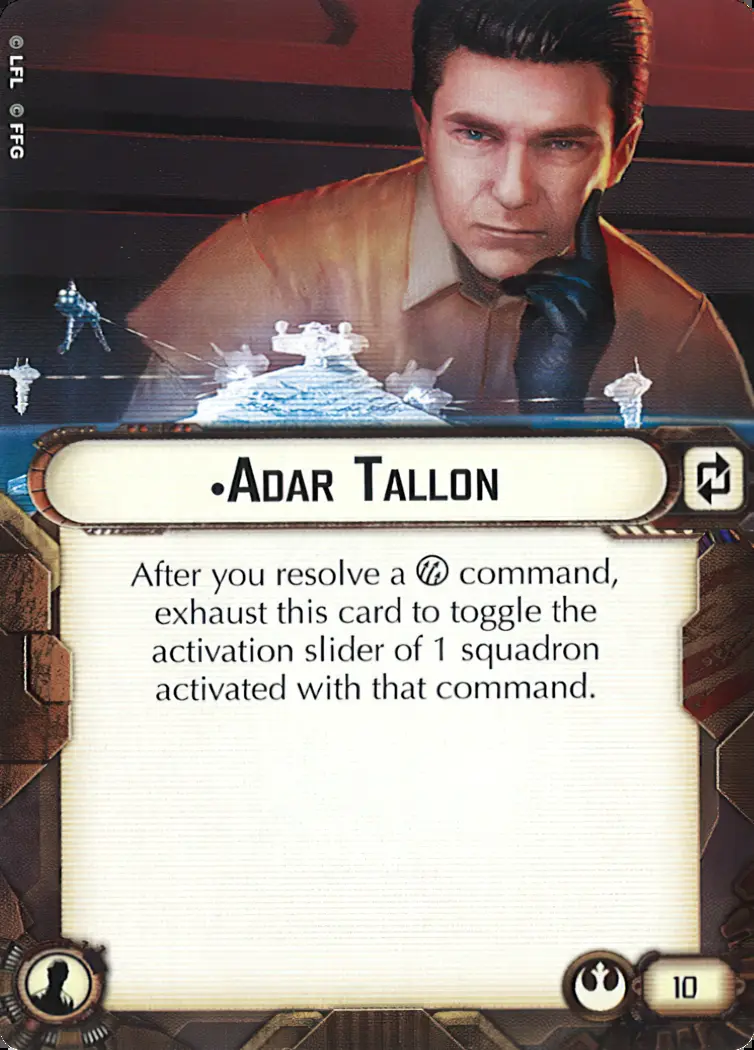 © LFL © FFG
•Adar Tallon
After you resolve a command,
exhaust this card to toggle the
activation slider of 1 squadron
activated with that command.
10